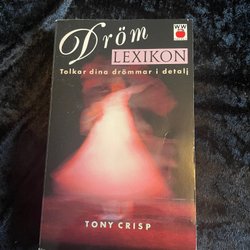 Dröm
LEXIKON
Tolkar dina drömmar i detalj
TONY CRISP